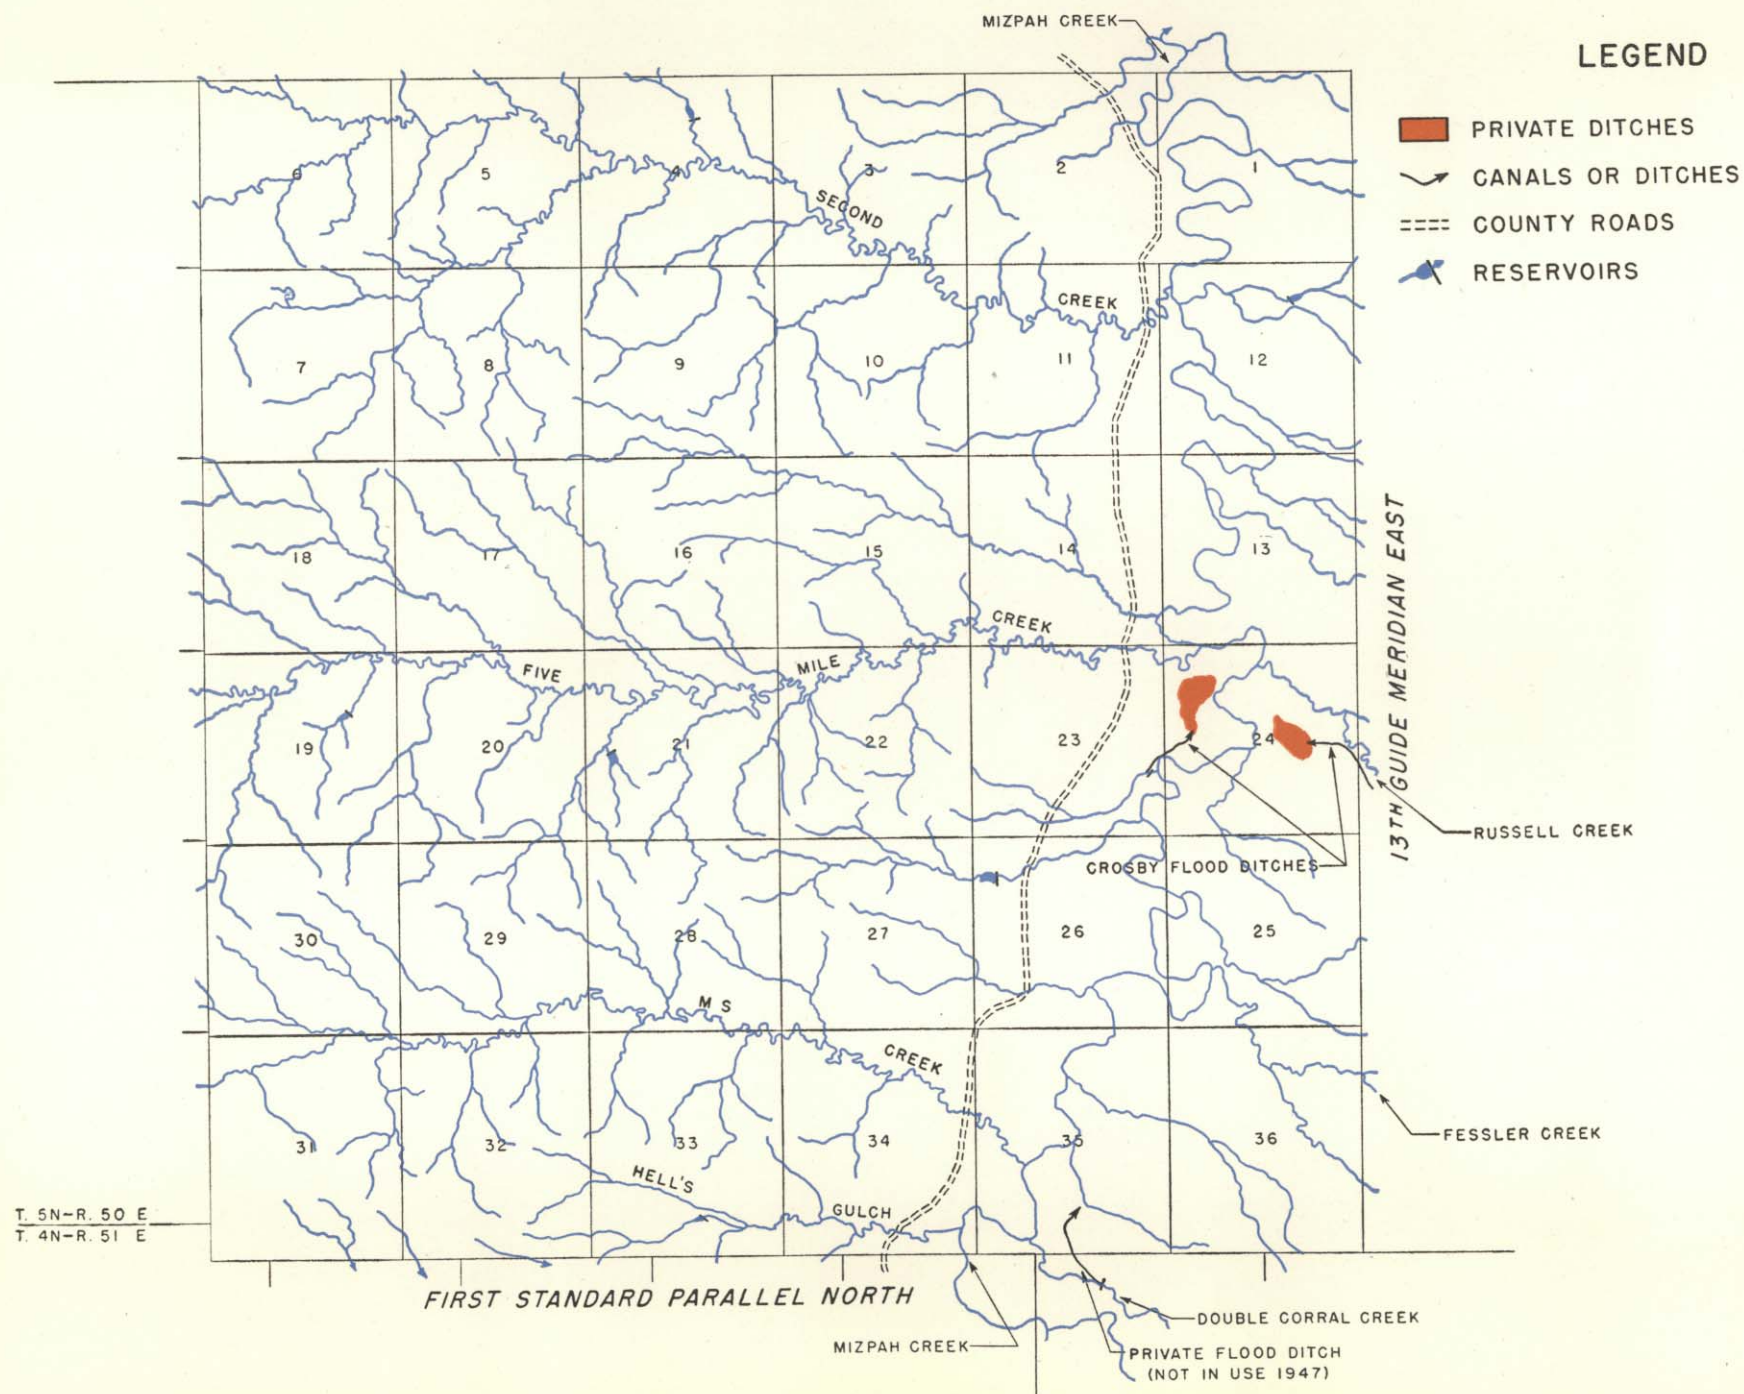 MIZPAH CREEK
LEGEND
PRIVATE DITCHES
CANALS OR DITCHES
COUNTY ROADS
RESERVOIRS
6 5 4 3 2 1
SECOND
CREEK
7 8 9 10 11 12
18 17 16 15 14 13
13TH GUIDE MERIDIAN EAST
CREEK
FIVE
MILE
19 20 21 22 23 24
RUSSELL CREEK
CROSBY FLOOD DITCHES
30 29 28 27 26 25
M S
CREEK
31 32 33 34 35 36
FESSLER CREEK
HELL'S
GULCH
T. 5N-R. 50 E
T. 4N-R. 51 E
FIRST STANDARD PARALLEL NORTH
DOUBLE CORRAL CREEK
MIZPAH CREEK
PRIVATE FLOOD DITCH
(NOT IN USE 1947)